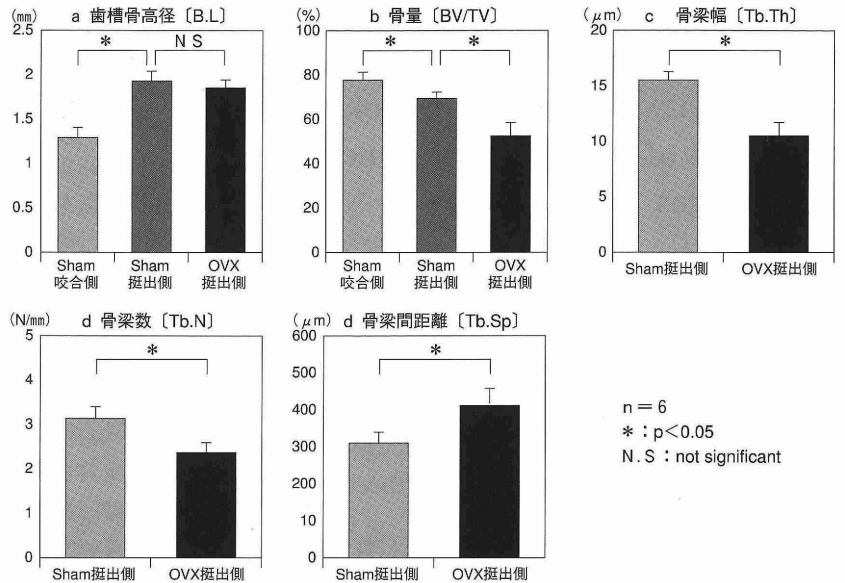 a 歯槽骨高径〔B.L〕
(㎜)
2.5
2
1.5
1
0.5
0
*
N S
Sham
咬合側
Sham
挺出側
OVX
挺出側
b 骨量〔BV/TV〕
(%)
100
80
60
40
20
0
*
*
Sham
咬合側
Sham
挺出側
OVX
挺出側
c 骨梁幅〔Tb.Th〕
(μm)
20
15
10
5
0
*
Sham挺出側
OVX挺出側
d 骨梁数〔Tb.N〕
(N/㎜)
5
4
3
2
1
0
*
Sham挺出側
OVX挺出側
d 骨梁間距離〔Tb.Sp〕
(μm)
600
500
400
300
200
100
0
*
Sham挺出側
OVX挺出側
n＝6
*：p＜0.05
N.S：not significant